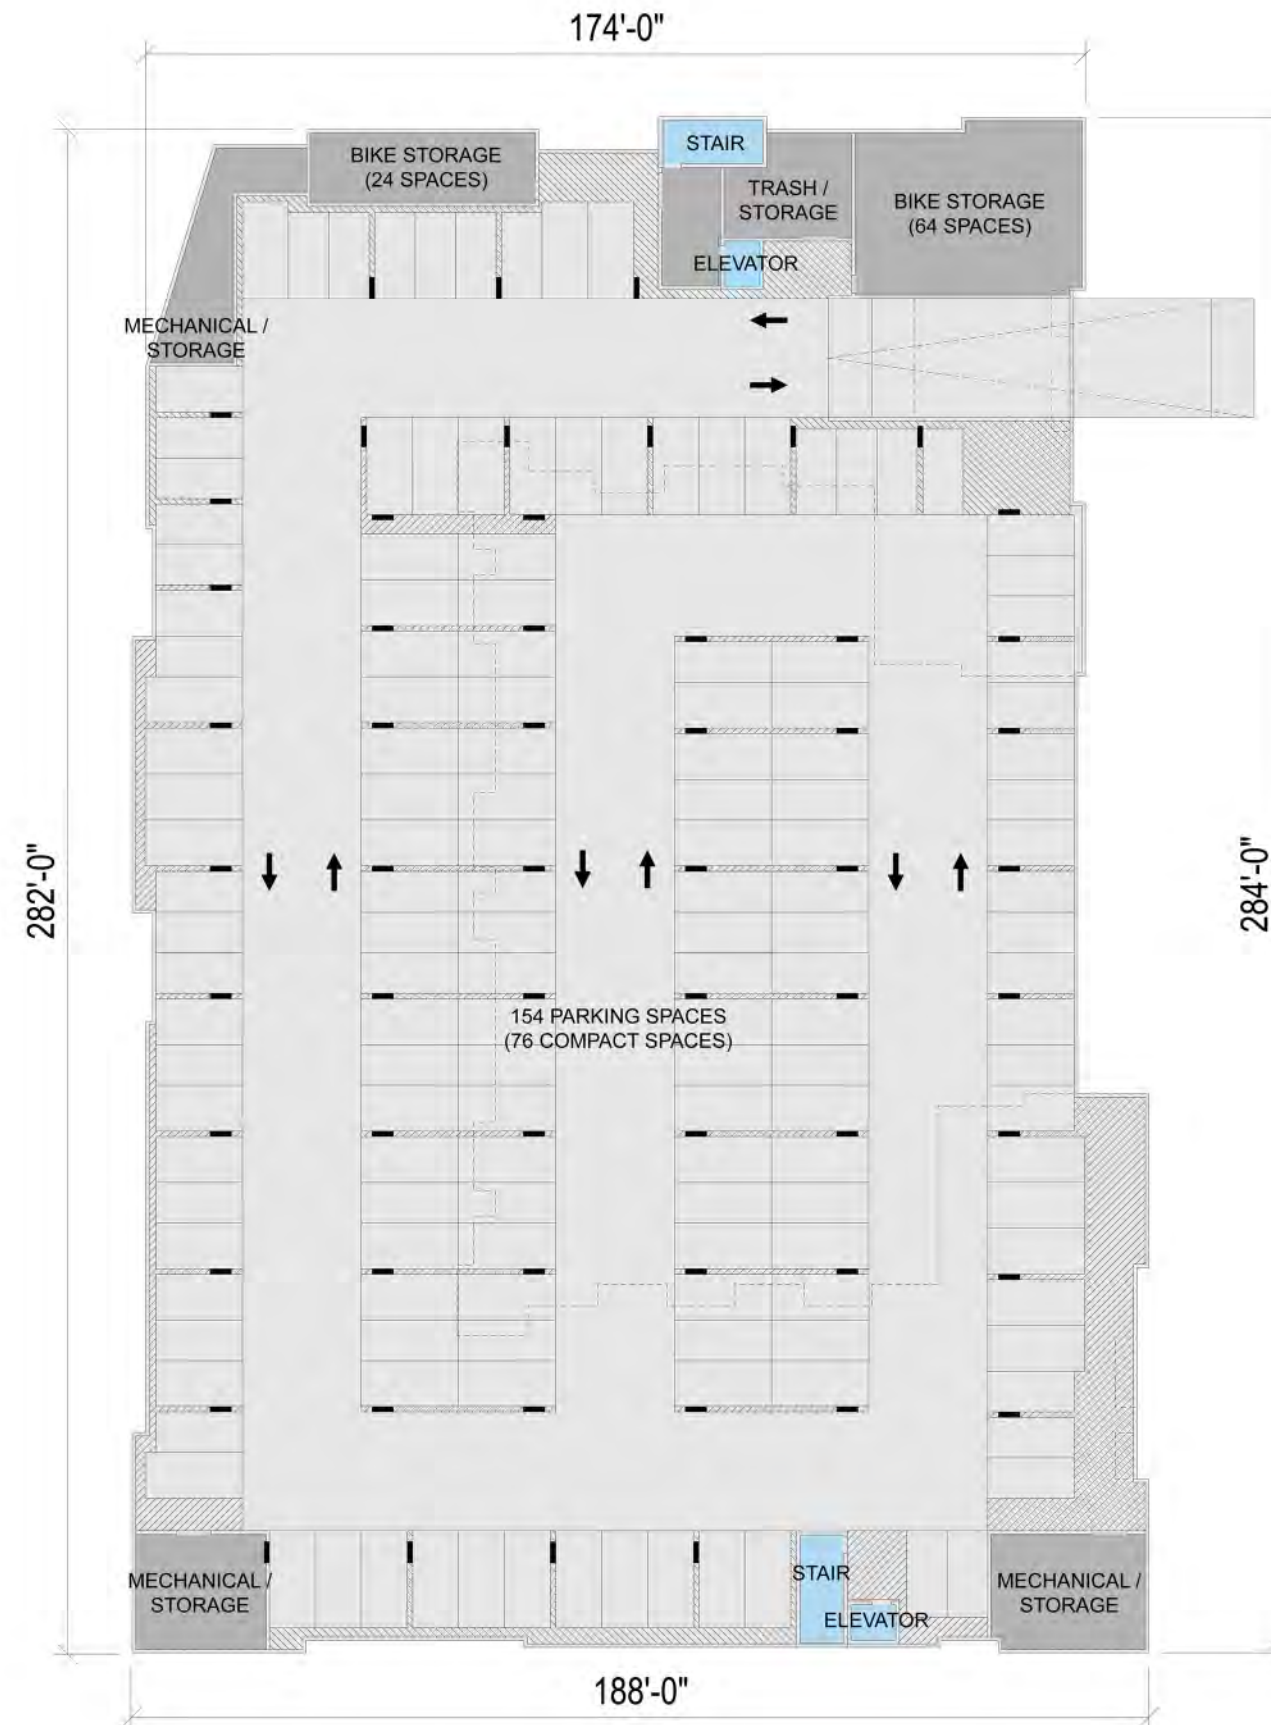 174'-0"
STAIR
BIKE STORAGE
(24 SPACES)
TRASH /
STORAGE
BIKE STORAGE
(64 SPACES)
ELEVATOR
MECHANICAL /
STORAGE
282'-0"
284'-0"
154 PARKING SPACES
(76 COMPACT SPACES)
MECHANICAL /
STORAGE
STAIR
ELEVATOR
MECHANICAL /
STORAGE
188'-0"